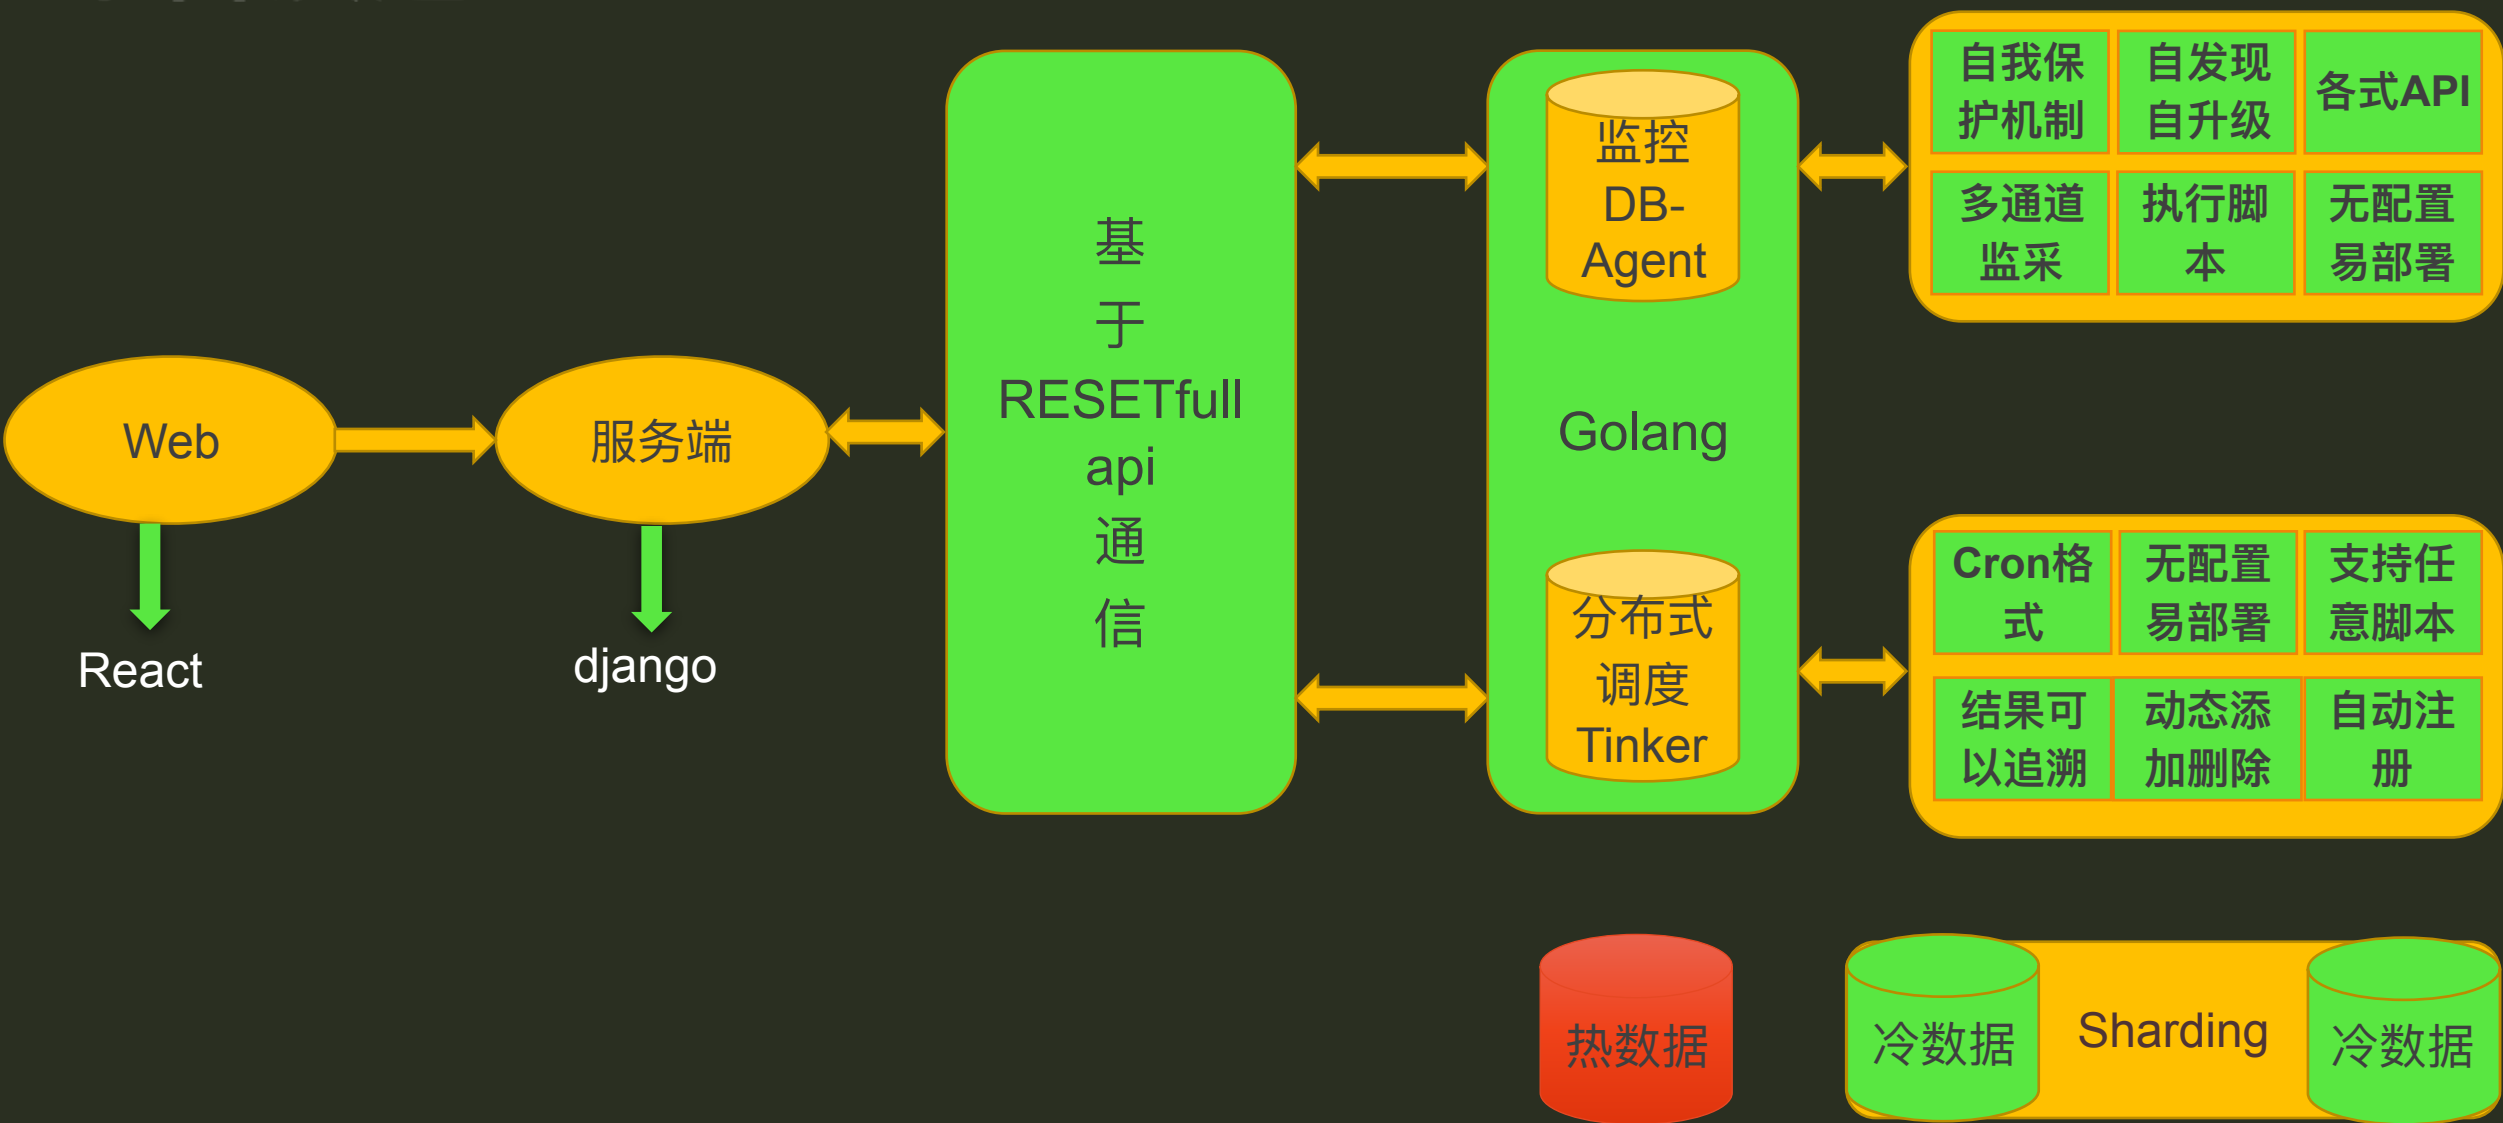 Web
React
服务端
django
基
于
RESETfull
api
通
信
监控
DB-
Agent
Golang
分布式
调度
Tinker
自我保
护机制
自发现
自升级
各式API
多通道
监采
执行脚
本
无配置
易部署
Cron格
式
无配置
易部署
支持任
意脚本
结果可
以追溯
动态添
加删除
自动注
册
热数据
冷数据
Sharding
冷数据